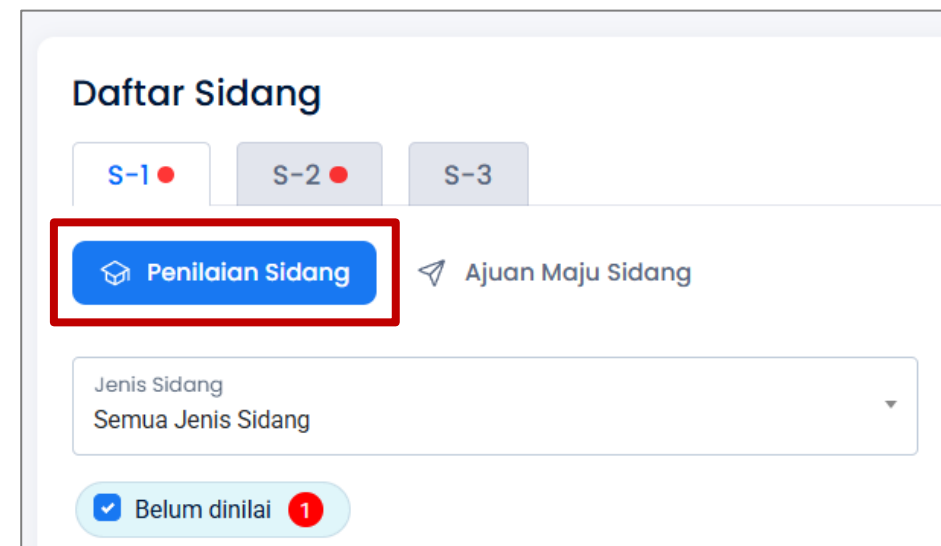 Daftar Sidang
S-1 S-2 S-3
Penilaian Sidang Ajuan Maju Sidang
Jenis Sidang
Semua Jenis Sidang
Belum dinilai 1